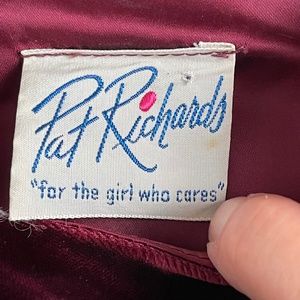 Pat Richards
"for the girl who cares"